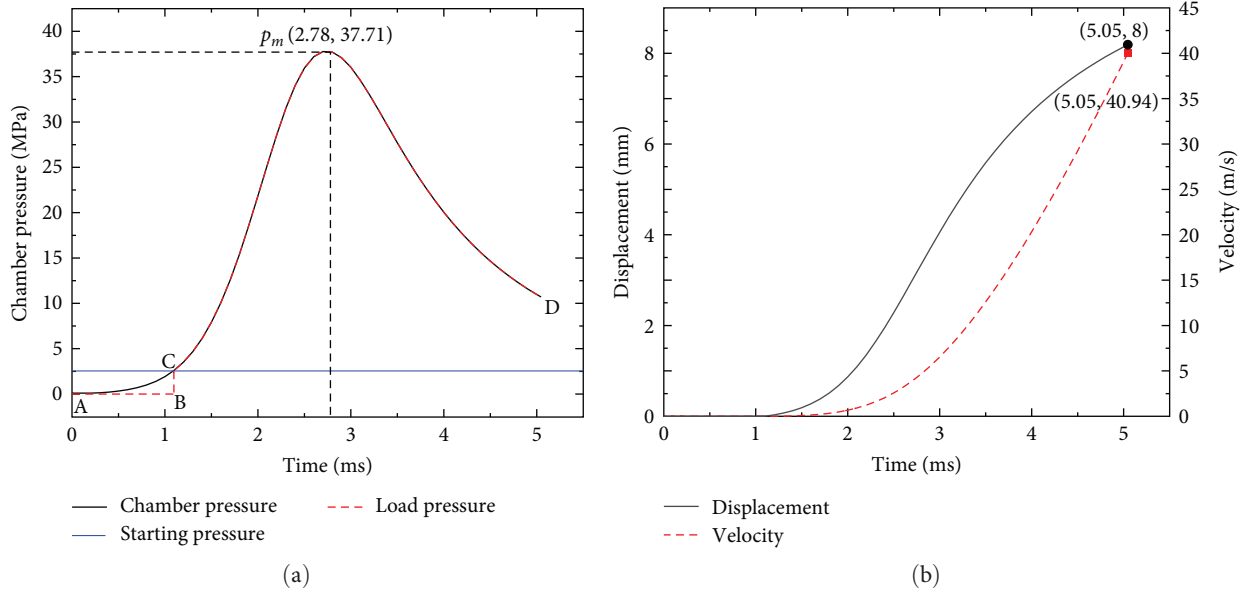 40
35
30
25
20
15
10
5
0
Chamber pressure (MPa)
p_m (2.78, 37.71)
A
B
C
D
0 1 2 3 4 5
Time (ms)
Chamber pressure
Load pressure
Starting pressure
(a)
8
6
4
2
0
Displacement (mm)
(5.05, 8)
(5.05, 40.94)
45
40
35
30
25
20
15
10
5
0
Velocity (m/s)
0 1 2 3 4 5
Time (ms)
Displacement
Velocity
(b)